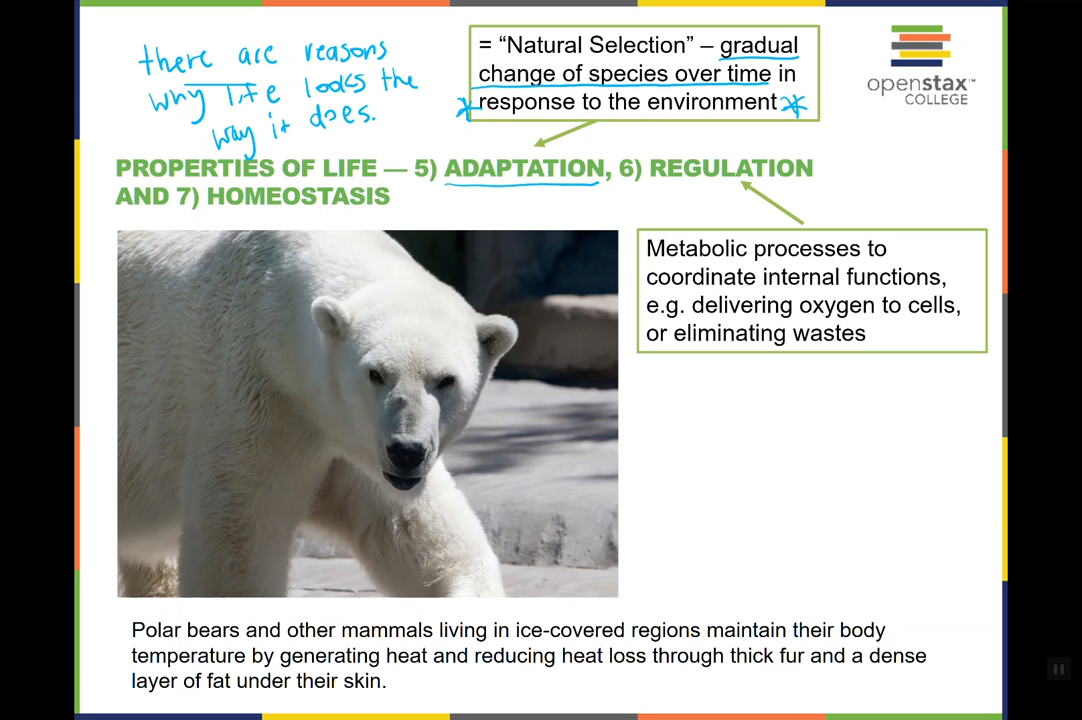 there are reasons
why life looks the
way it does.
= “Natural Selection” – gradual
change of species over time in
response to the environment
openstax™
COLLEGE
PROPERTIES OF LIFE — 5) ADAPTATION, 6) REGULATION
AND 7) HOMEOSTASIS
Metabolic processes to
coordinate internal functions,
e.g. delivering oxygen to cells,
or eliminating wastes
Polar bears and other mammals living in ice-covered regions maintain their body
temperature by generating heat and reducing heat loss through thick fur and a dense
layer of fat under their skin.